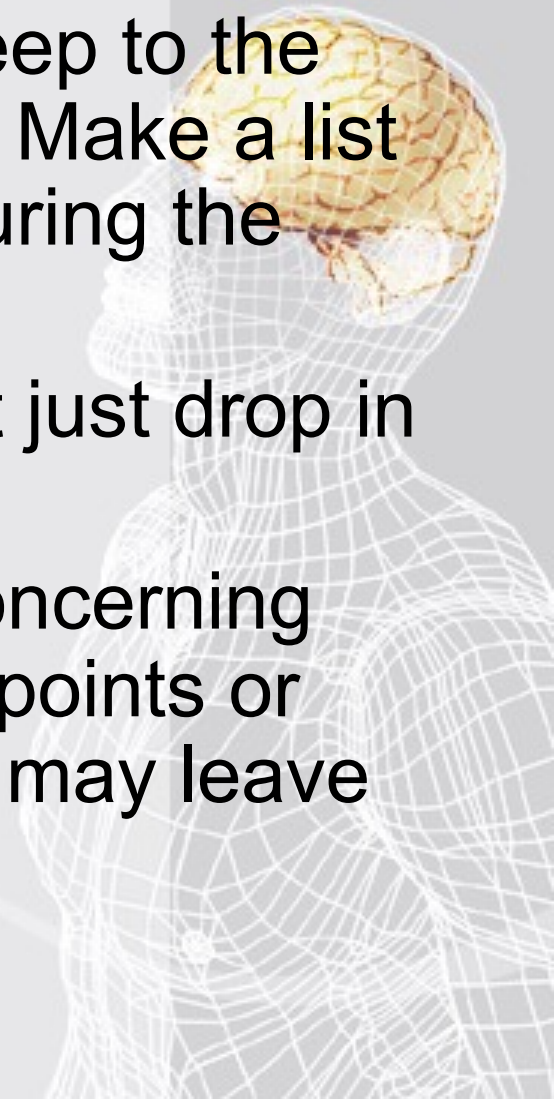 eep to the
Make a list
uring the
just drop in
oncerning
points or
may leave